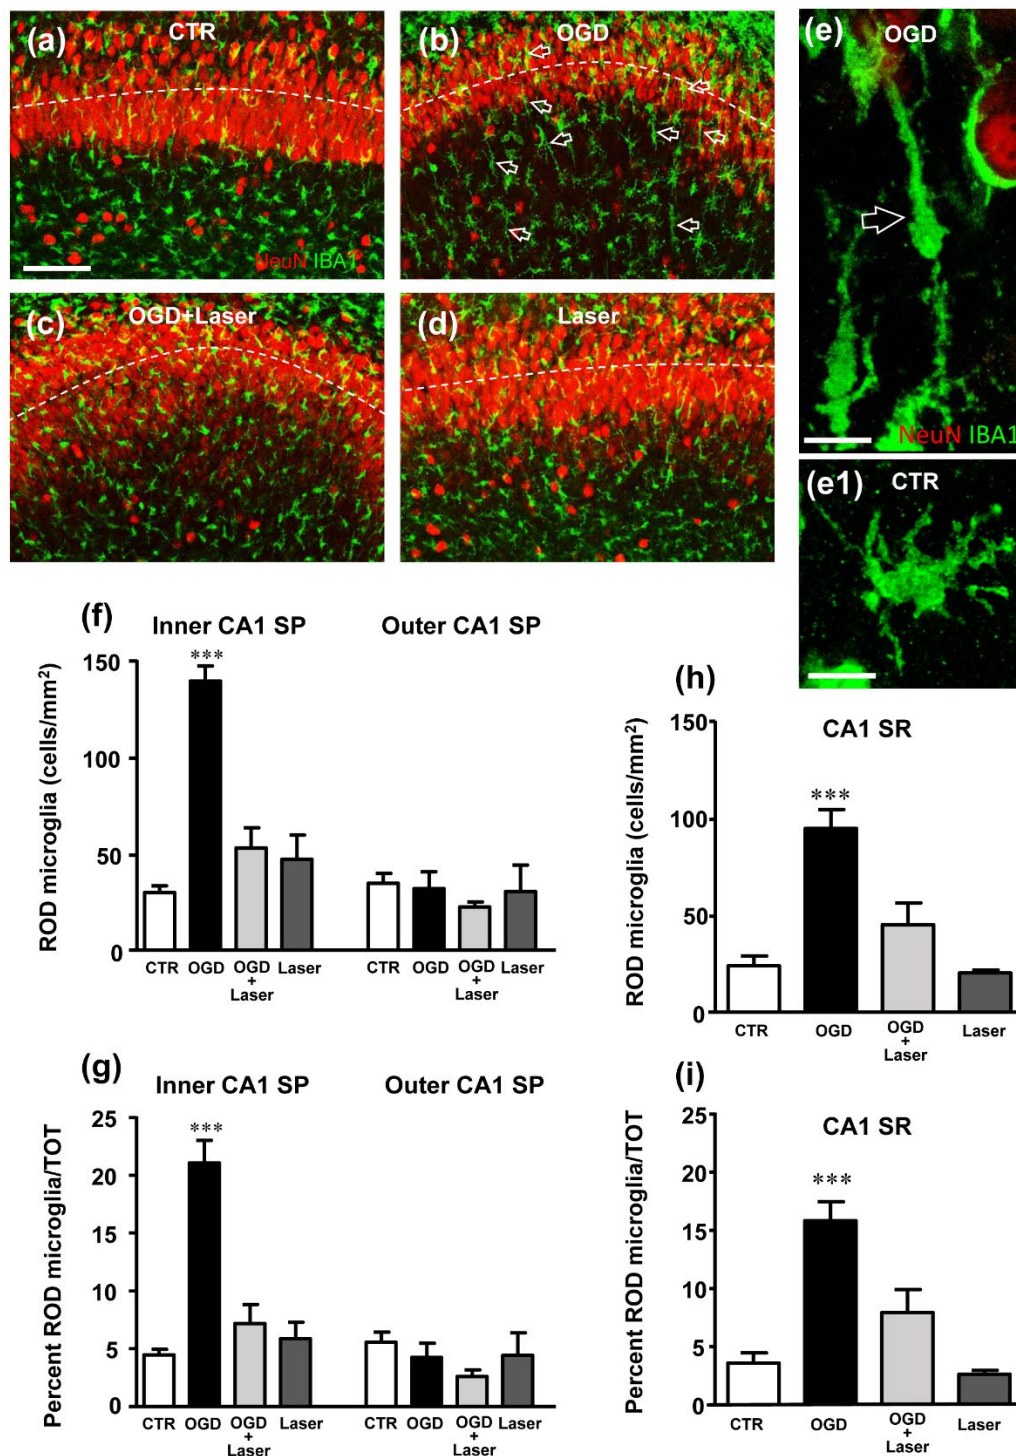 (a) CTR
NeuN IBA1
(b) OGD
(c) OGD+Laser
(d) Laser
(e) OGD
NeuN IBA1
(e1) CTR
(f)
Inner CA1 SP Outer CA1 SP
ROD microglia (cells/mm²)
150
100
50
0
***
CTR OGD OGD + Laser Laser
CTR OGD OGD + Laser Laser
(h)
CA1 SR
ROD microglia (cells/mm²)
150
100
50
0
***
CTR OGD OGD + Laser Laser
(g)
Inner CA1 SP Outer CA1 SP
Percent ROD microglia/TOT
25
20
15
10
5
0
***
CTR OGD OGD + Laser Laser
CTR OGD OGD + Laser Laser
(i)
CA1 SR
Percent ROD microglia/TOT
25
20
15
10
5
0
***
CTR OGD OGD + Laser Laser